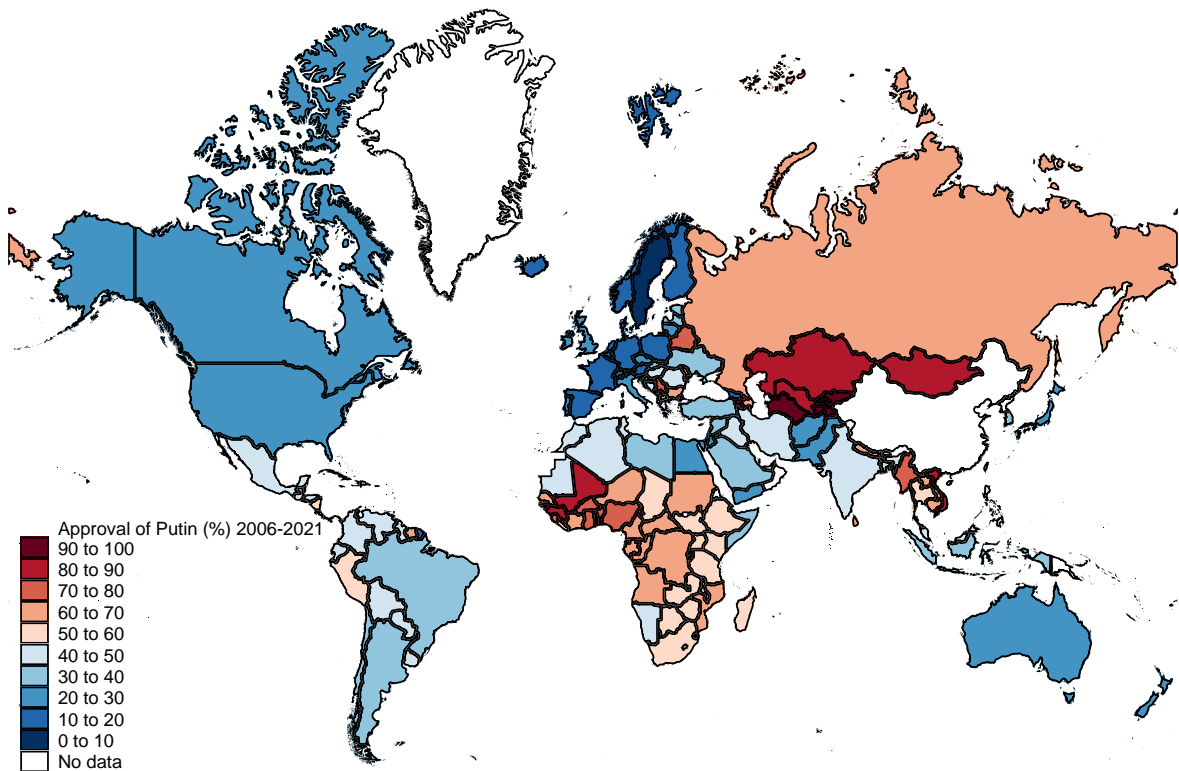 Approval of Putin (%) 2006-2021
90 to 100
80 to 90
70 to 80
60 to 70
50 to 60
40 to 50
30 to 40
20 to 30
10 to 20
0 to 10
No data